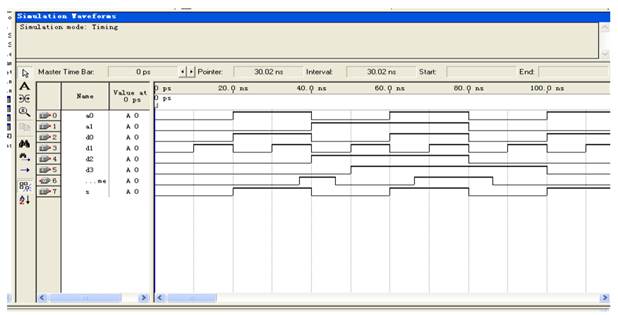 Simulation Waveforms
Simulation mode: Timing
Master Time Bar: 0 ps Pointer: 30.02 ns Interval: 30.02 ns Start: End:
Name Value at 0 ps 0 ps 20.0 ns 40.0 ns 60.0 ns 80.0 ns 100.0 ns
0 ps
0 a0 A 0
1 a1 A 0
2 d0 A 0
3 d1 A 0
4 d2 A 0
5 d3 A 0
6 ...me A 0
7 s A 0